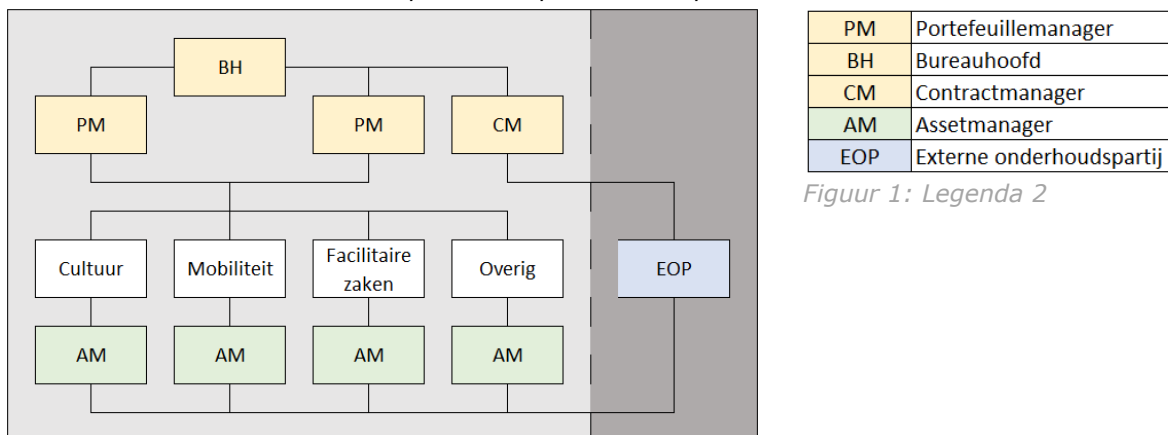 BH
PM
PM
CM
Cultuur
Mobiliteit
Facilitaire
zaken
Overig
EOP
AM
AM
AM
AM
PM Portefeuillemanager
BH Bureauhoofd
CM Contractmanager
AM Assetmanager
EOP Externe onderhoudspartij
Figuur 1: Legenda 2